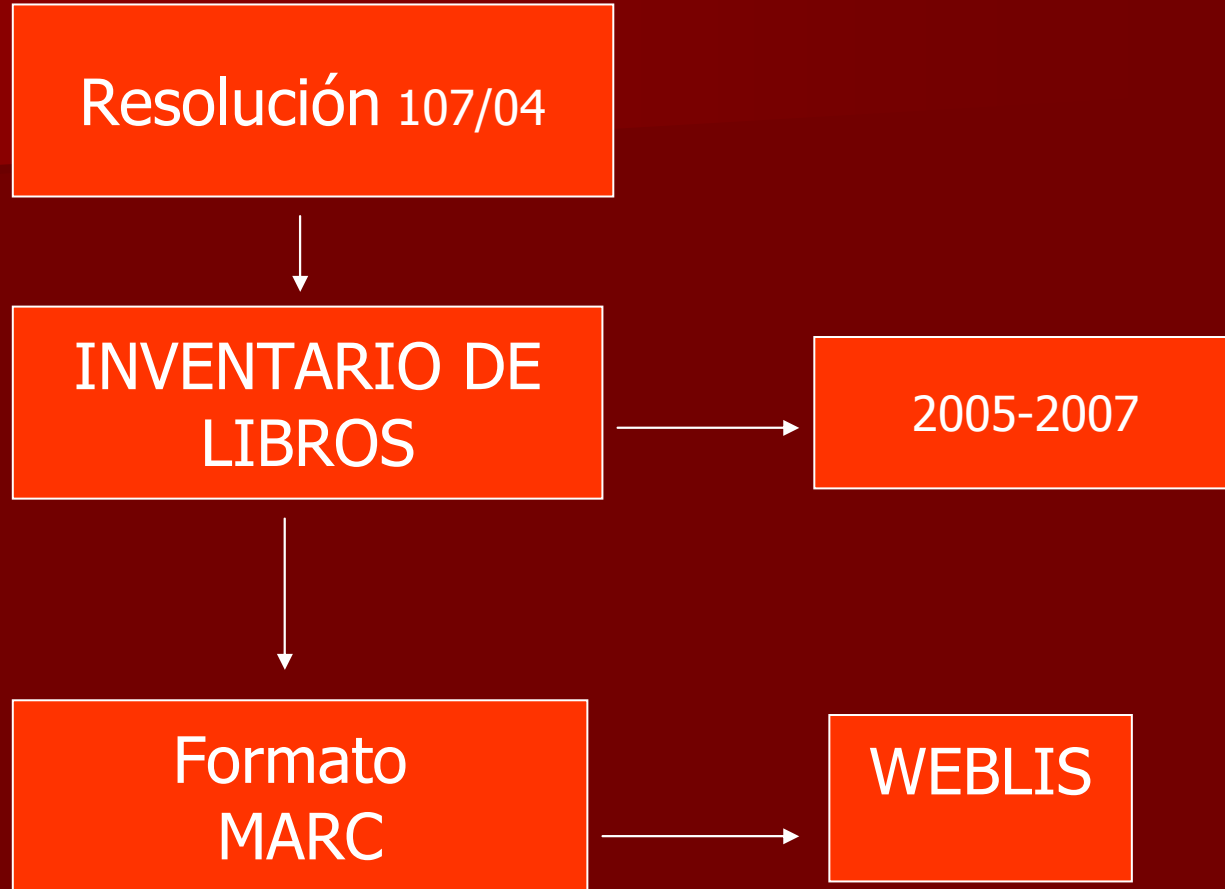 Resolución 107/04
INVENTARIO DE
LIBROS
2005-2007
Formato
MARC
WEBLIS